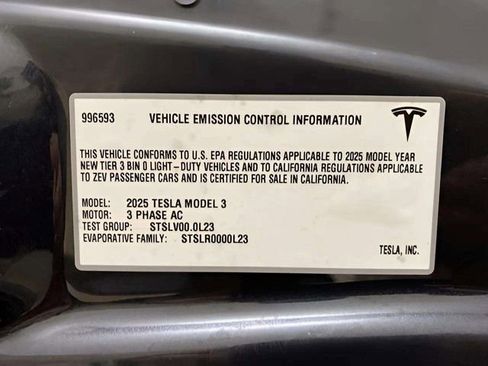 996593 VEHICLE EMISSION CONTROL INFORMATION
THIS VEHICLE CONFORMS TO U.S. EPA REGULATIONS APPLICABLE TO 2025 MODEL YEAR
NEW TIER 3 BIN 0 LIGHT-DUTY VEHICLES AND TO CALIFORNIA REGULATIONS APPLICABLE
TO ZEV PASSENGER CARS AND IS CERTIFIED FOR SALE IN CALIFORNIA.
MODEL: 2025 TESLA MODEL 3
MOTOR: 3 PHASE AC
TEST GROUP: STSLV00.0L23
EVAPORATIVE FAMILY: STSLR0000L23
TESLA, INC.